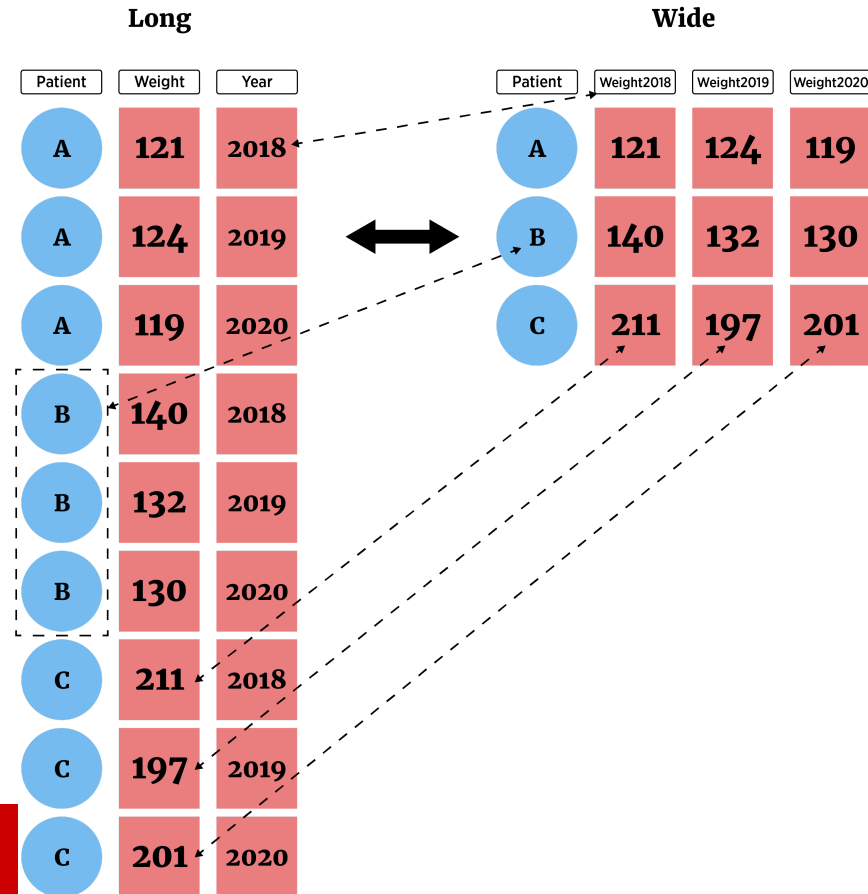 Long Wide
Patient Weight Year Patient Weight2018 Weight2019 Weight2020
A 121 2018 A 121 124 119
A 124 2019 B 140 132 130
A 119 2020 C 211 197 201
B 140 2018
B 132 2019
B 130 2020
C 211 2018
C 197 2019
C 201 2020